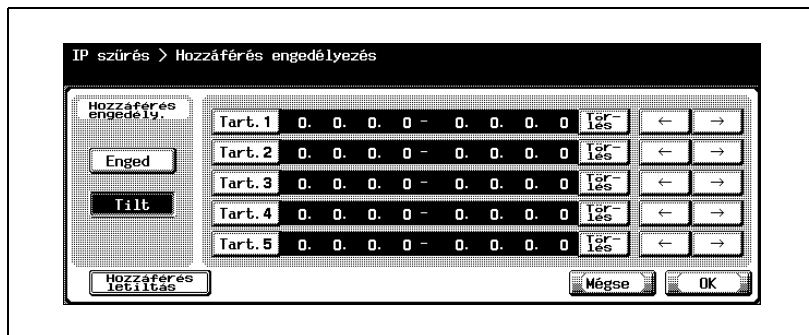 IP szűrés > Hozzáférés engedélyezés
Hozzáférés
engedély.
Enged
Tilt
Tart.1 0. 0. 0. 0 - 0. 0. 0. 0 Tör-
lés ← →
Tart.2 0. 0. 0. 0 - 0. 0. 0. 0 Tör-
lés ← →
Tart.3 0. 0. 0. 0 - 0. 0. 0. 0 Tör-
lés ← →
Tart.4 0. 0. 0. 0 - 0. 0. 0. 0 Tör-
lés ← →
Tart.5 0. 0. 0. 0 - 0. 0. 0. 0 Tör-
lés ← →
Hozzáférés
letiltás
Mégse OK